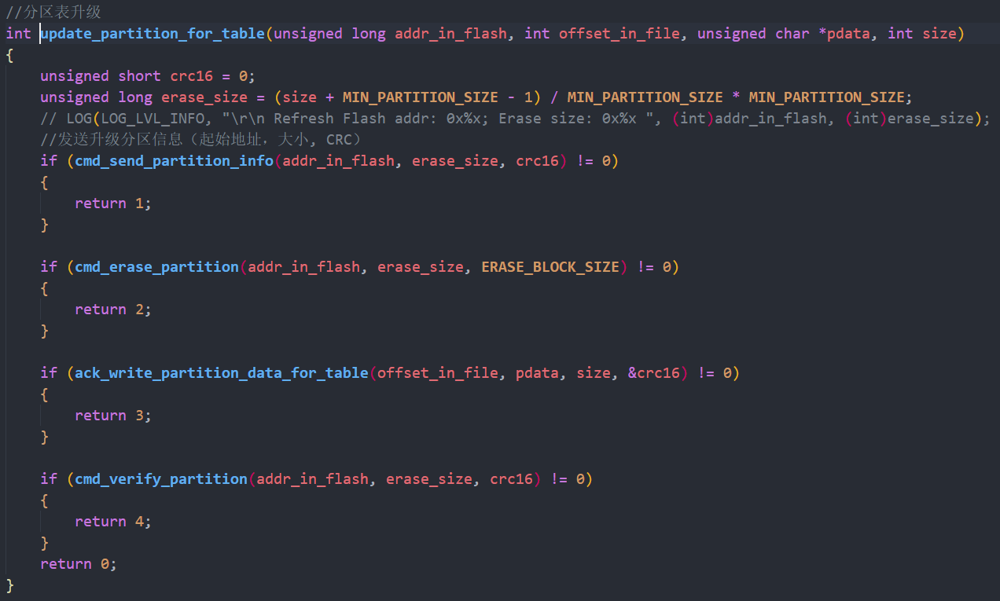 //分区表升级
int update_partition_for_table(unsigned long addr_in_flash, int offset_in_file, unsigned char *pdata, int size)
{
    unsigned short crc16 = 0;
    unsigned long erase_size = (size + MIN_PARTITION_SIZE - 1) / MIN_PARTITION_SIZE * MIN_PARTITION_SIZE;
    // LOG(LOG_LVL_INFO, "\r\n Refresh Flash addr: 0x%x; Erase size: 0x%x ", (int)addr_in_flash, (int)erase_size);
    //发送升级分区信息（起始地址，大小, CRC）
    if (cmd_send_partition_info(addr_in_flash, erase_size, crc16) != 0)
    {
        return 1;
    }
    if (cmd_erase_partition(addr_in_flash, erase_size, ERASE_BLOCK_SIZE) != 0)
    {
        return 2;
    }
    if (ack_write_partition_data_for_table(offset_in_file, pdata, size, &crc16) != 0)
    {
        return 3;
    }
    if (cmd_verify_partition(addr_in_flash, erase_size, crc16) != 0)
    {
        return 4;
    }
    return 0;
}